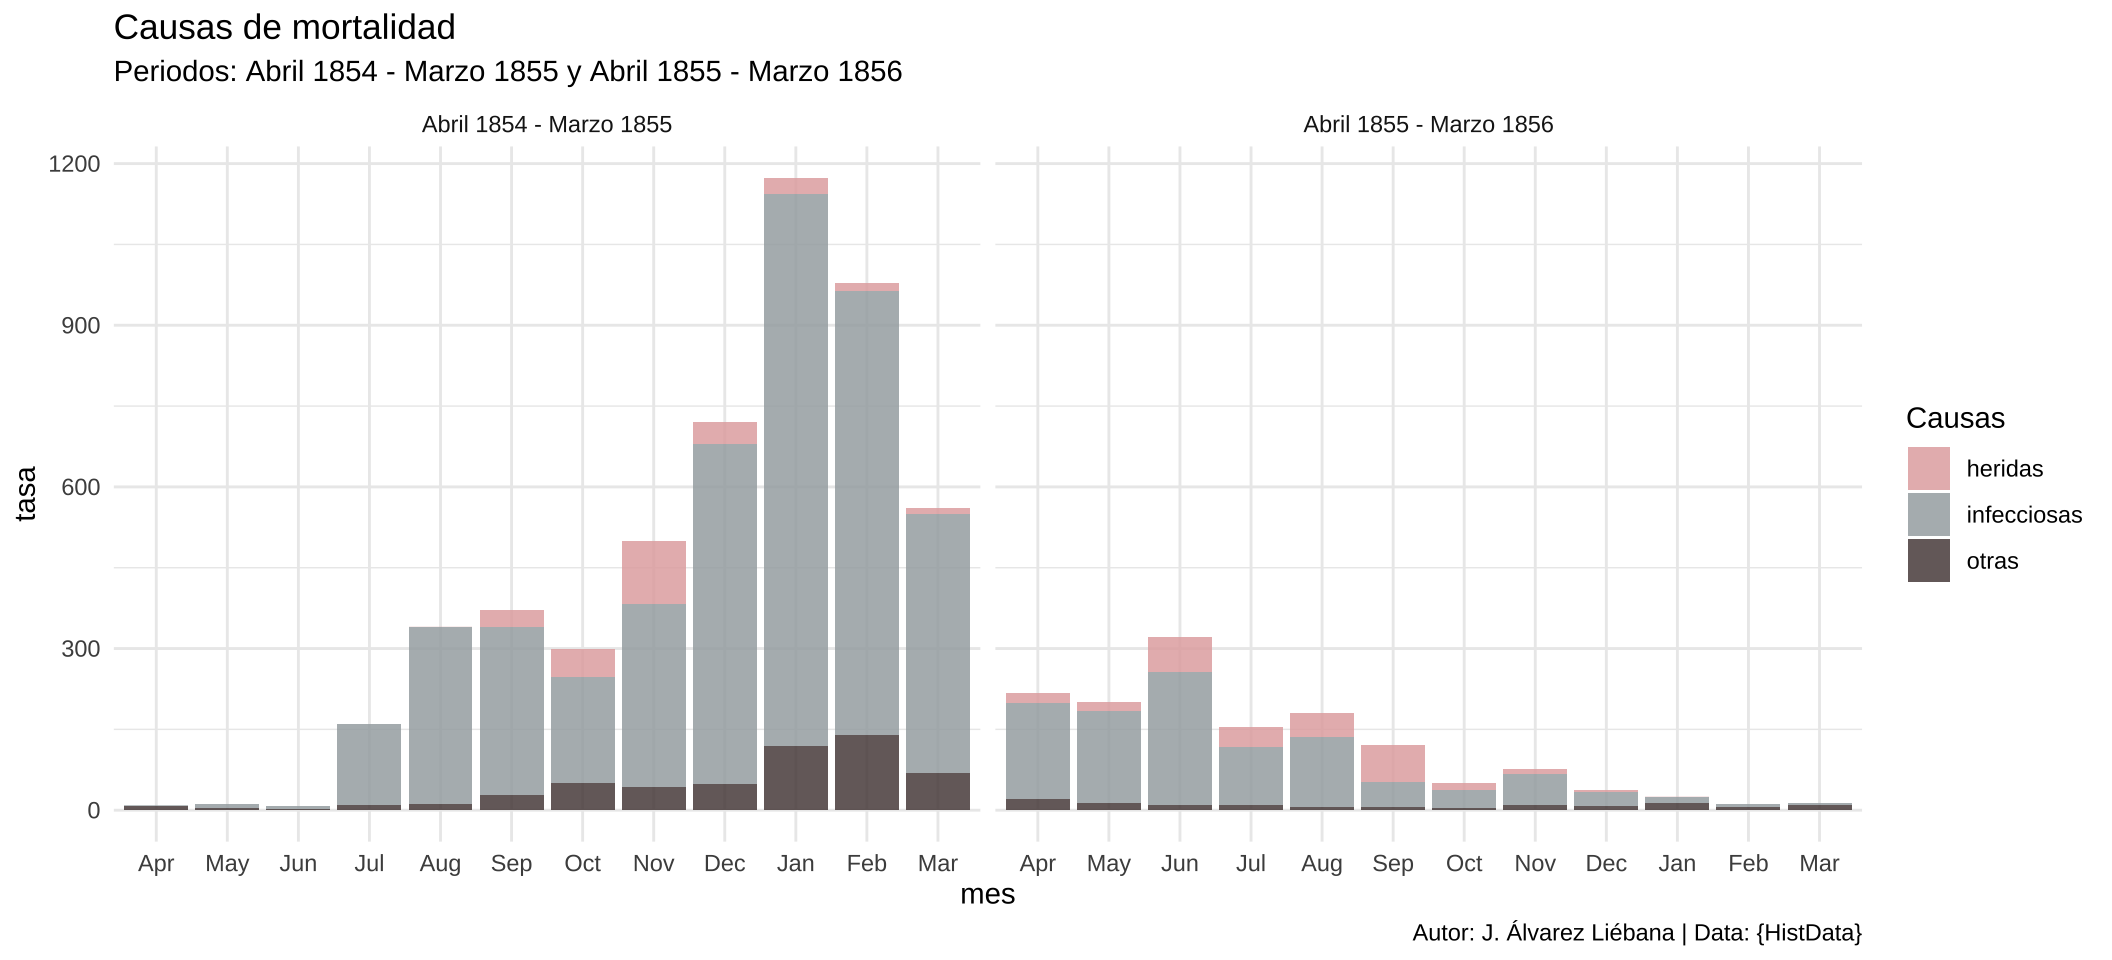 Causas de mortalidad
Periodos: Abril 1854 - Marzo 1855 y Abril 1855 - Marzo 1856
Abril 1854 - Marzo 1855
Abril 1855 - Marzo 1856
1200
900
600
300
0
tasa
Apr May Jun Jul Aug Sep Oct Nov Dec Jan Feb Mar
Apr May Jun Jul Aug Sep Oct Nov Dec Jan Feb Mar
mes
Causas
heridas
infecciosas
otras
Autor: J. Álvarez Liébana | Data: {HistData}